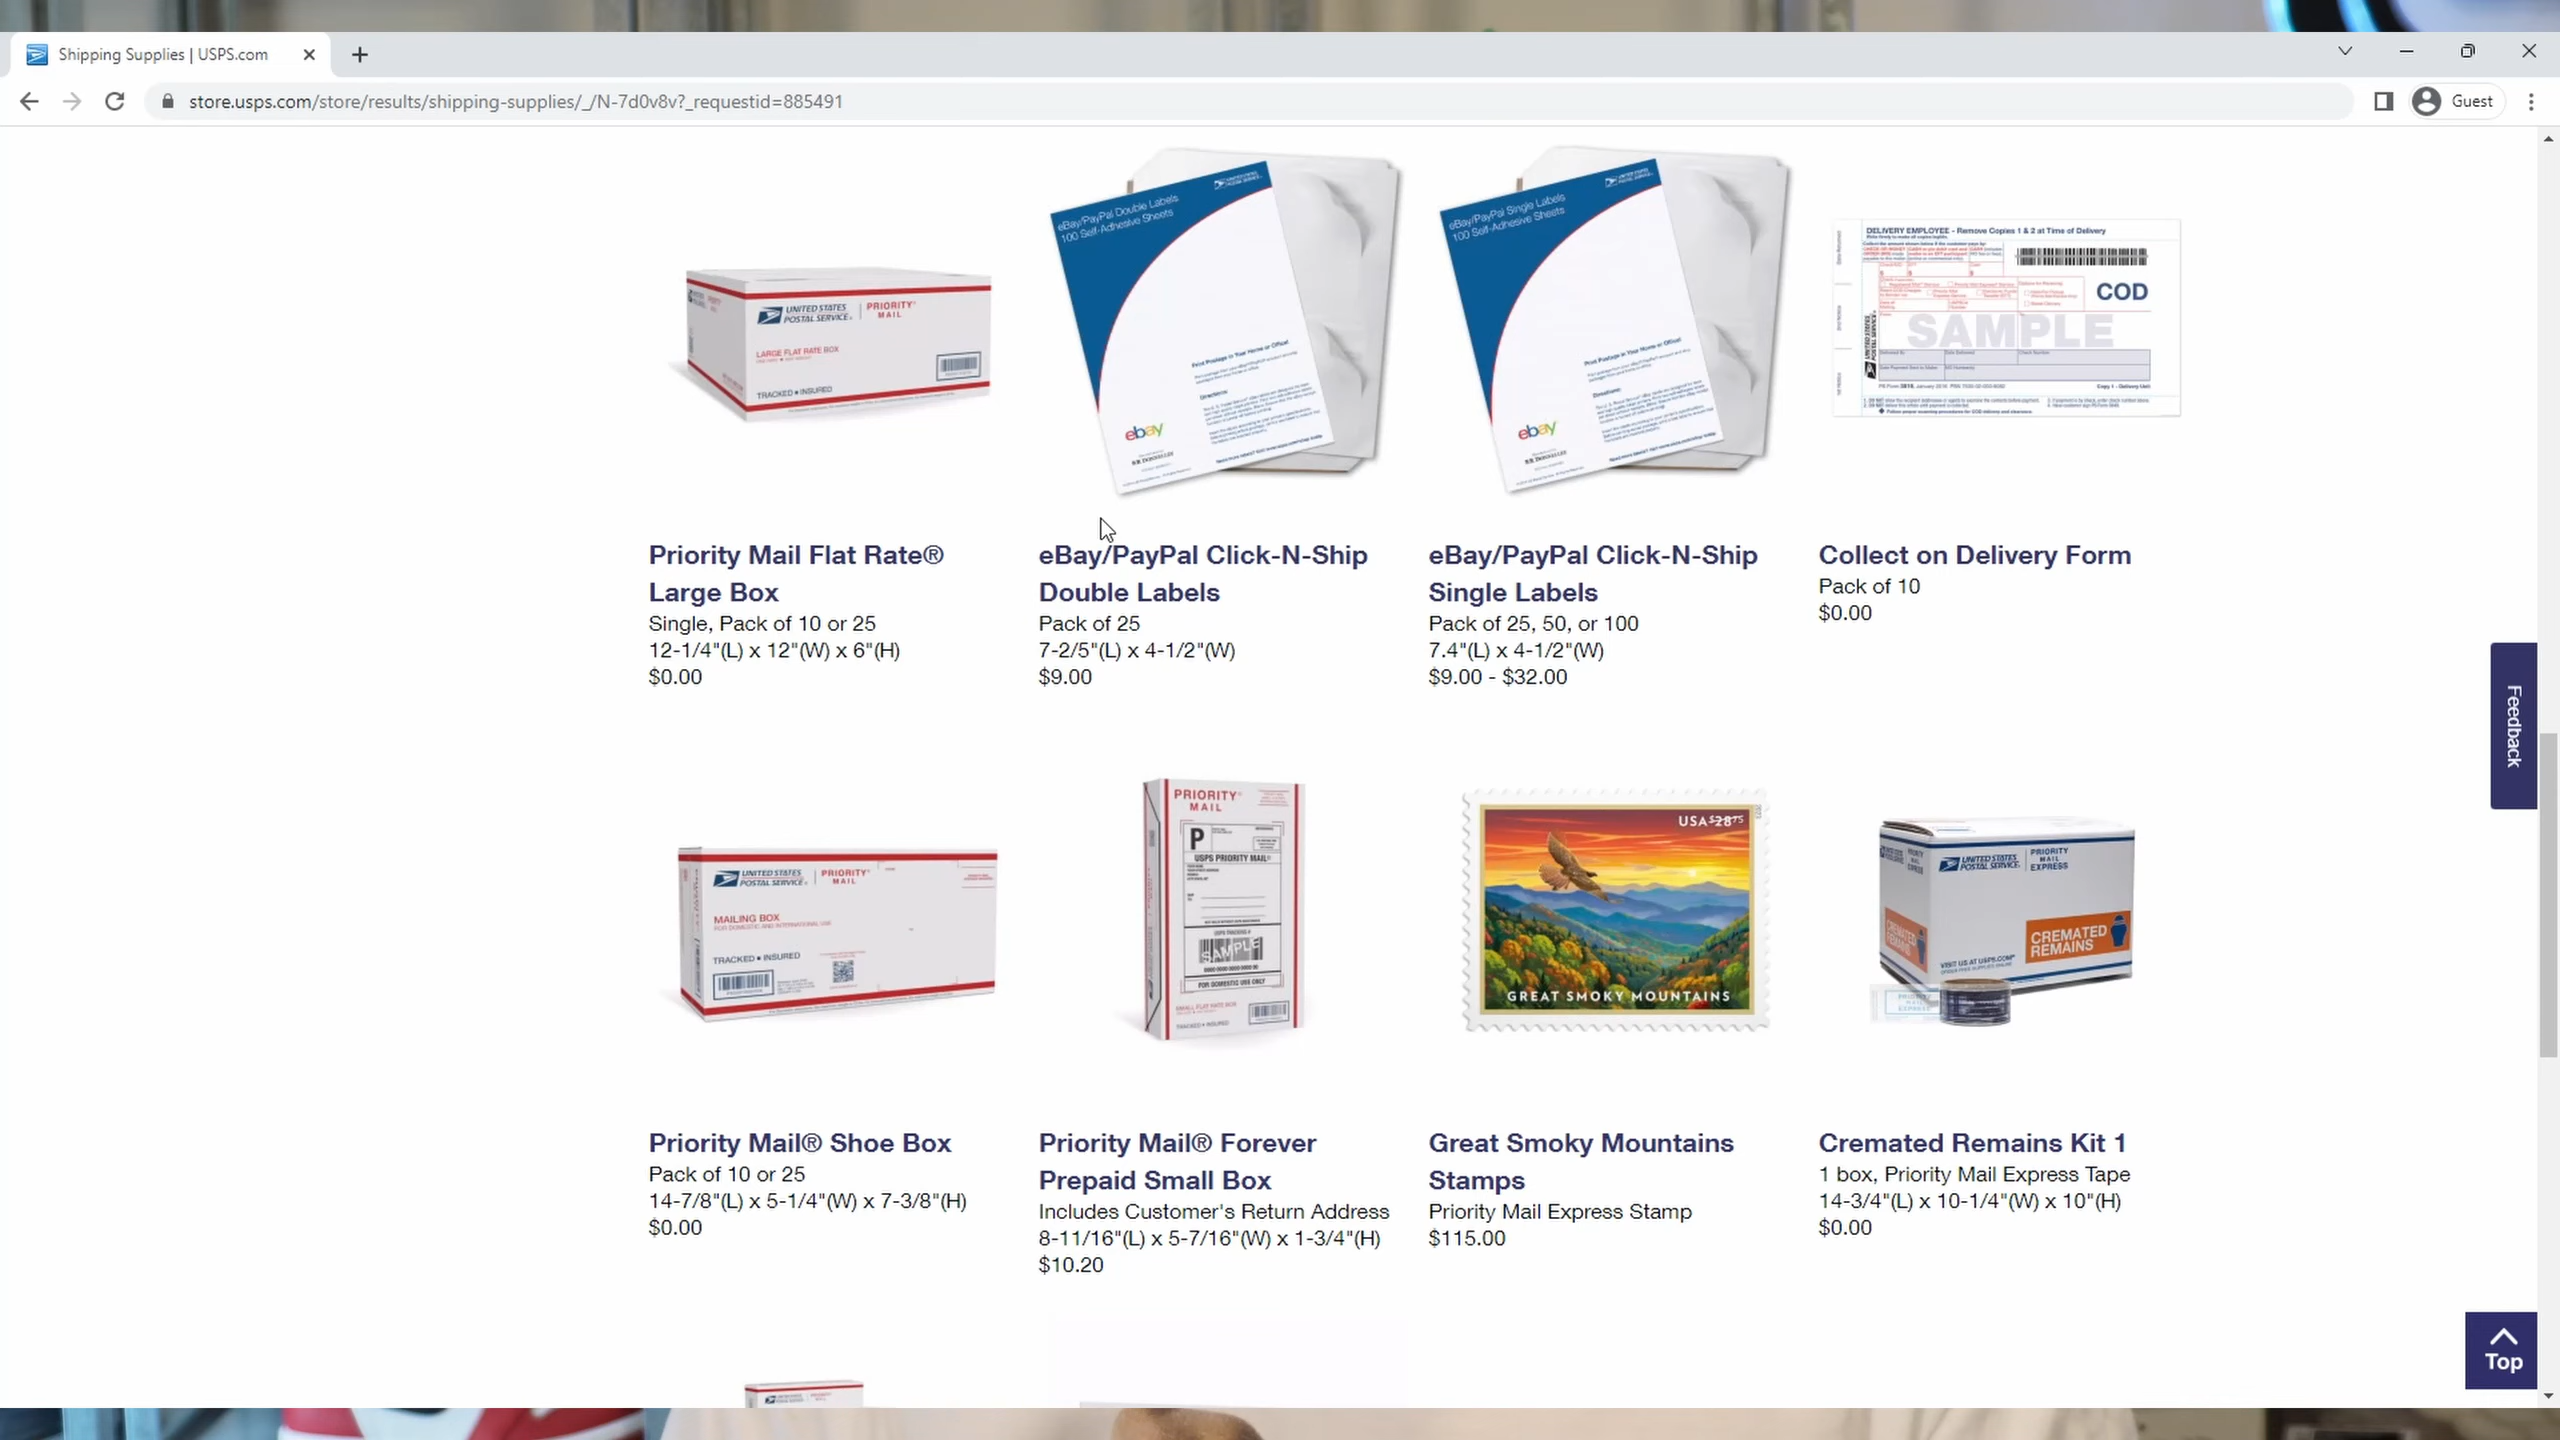 Shipping Supplies | USPS.com
store.usps.com/store/results/shipping-supplies/_/N-7d0v8v?_requestid=885491
Guest
UNITED STATES POSTAL SERVICE.
PRIORITY MAIL
LARGE FLAT RATE BOX
TRACKED INSURED
eBay/PayPal Double Labels
100 Self-Adhesive Sheets
Print Postage in Your Home or Office!
Directions:
ebay
eBay/PayPal Single Labels
100 Self-Adhesive Sheets
Print Postage in Your Home or Office!
Directions:
ebay
DELIVERY EMPLOYEE - Remove Copies 1 & 2 at Time of Delivery
COD
SAMPLE
Priority Mail Flat Rate®
Large Box
Single, Pack of 10 or 25
12-1/4"(L) x 12"(W) x 6"(H)
$0.00
eBay/PayPal Click-N-Ship
Double Labels
Pack of 25
7-2/5"(L) x 4-1/2"(W)
$9.00
eBay/PayPal Click-N-Ship
Single Labels
Pack of 25, 50, or 100
7.4"(L) x 4-1/2"(W)
$9.00 - $32.00
Collect on Delivery Form
Pack of 10
$0.00
Feedback
UNITED STATES POSTAL SERVICE.
PRIORITY MAIL
MAILING BOX
FOR DOMESTIC AND INTERNATIONAL USE
TRACKED INSURED
PRIORITY MAIL
P
USPS PRIORITY MAIL
USPS TRACKING #
SAMPLE
FOR DOMESTIC USE ONLY
SMALL FLAT RATE BOX
TRACKED INSURED
USA $28 75
GREAT SMOKY MOUNTAINS
UNITED STATES POSTAL SERVICE
PRIORITY MAIL EXPRESS
CREMATED REMAINS
CREMATED REMAINS
VISIT US AT USPS.COM
ORDER FREE SUPPLIES ONLINE
Priority Mail® Shoe Box
Pack of 10 or 25
14-7/8"(L) x 5-1/4"(W) x 7-3/8"(H)
$0.00
Priority Mail® Forever
Prepaid Small Box
Includes Customer's Return Address
8-11/16"(L) x 5-7/16"(W) x 1-3/4"(H)
$10.20
Great Smoky Mountains
Stamps
Priority Mail Express Stamp
$115.00
Cremated Remains Kit 1
1 box, Priority Mail Express Tape
14-3/4"(L) x 10-1/4"(W) x 10"(H)
$0.00
Top